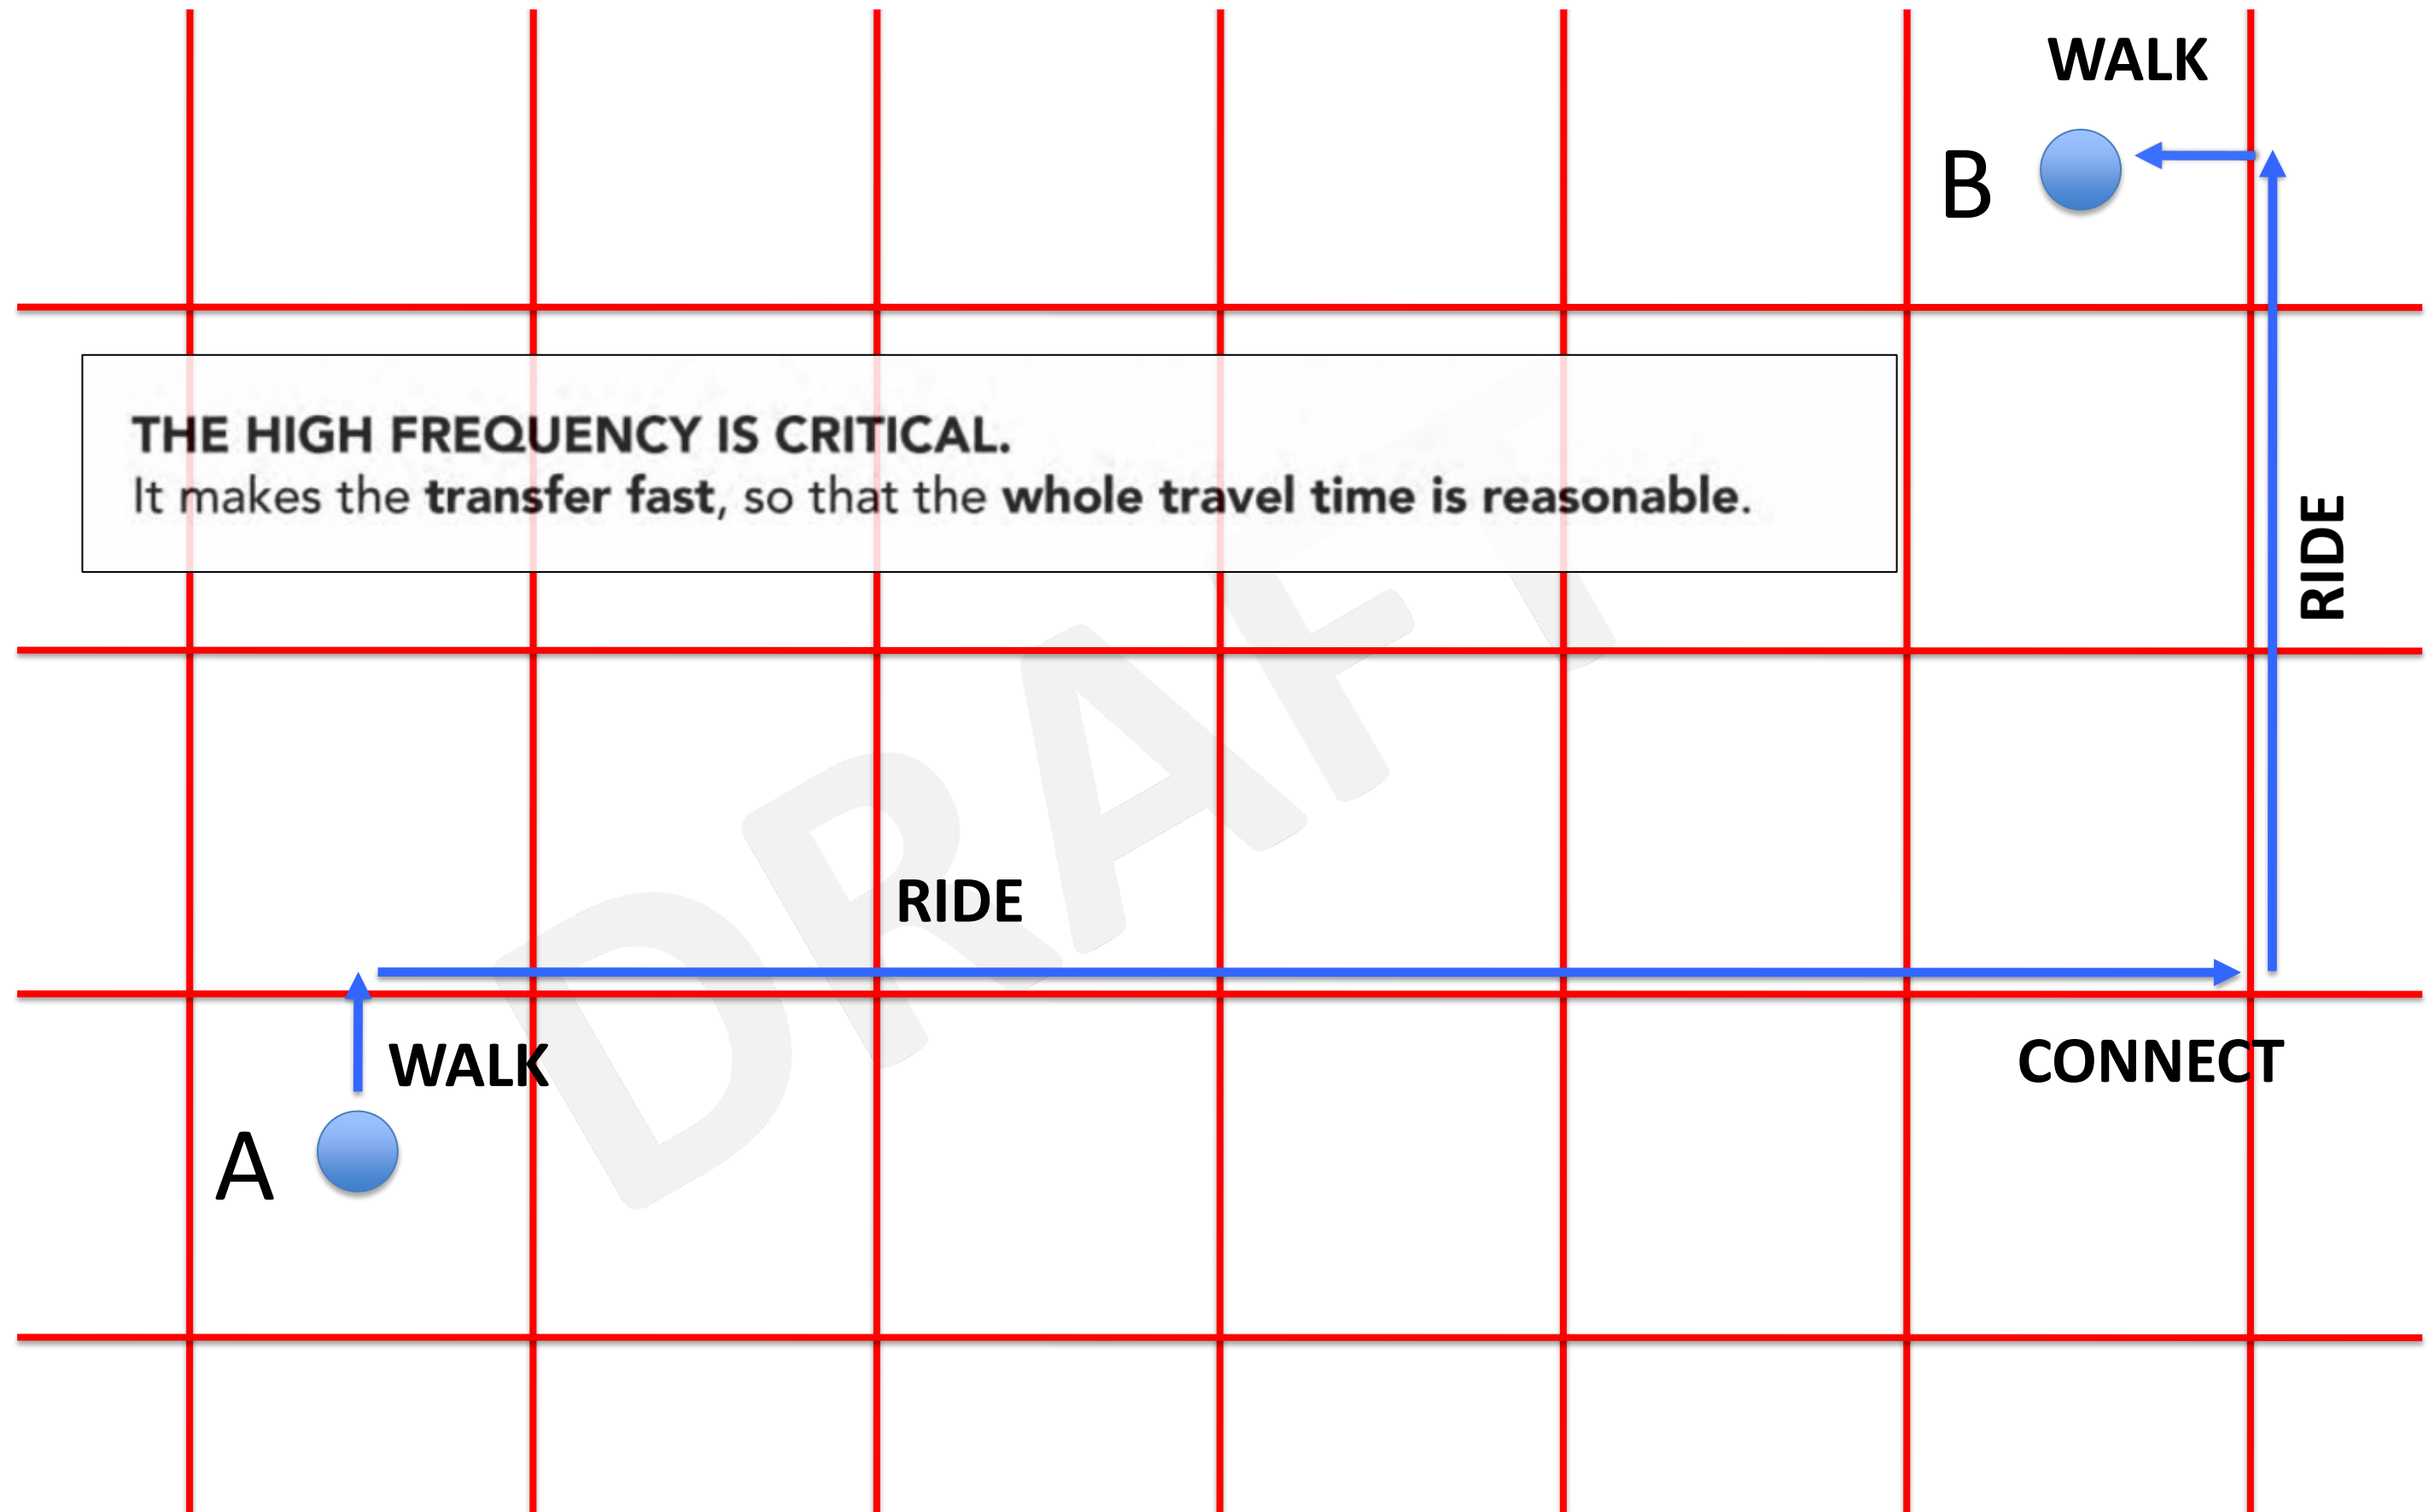 WALK
B
THE HIGH FREQUENCY IS CRITICAL.
It makes the transfer fast, so that the whole travel time is reasonable.
RIDE
DRAFT
RIDE
WALK
CONNECT
A